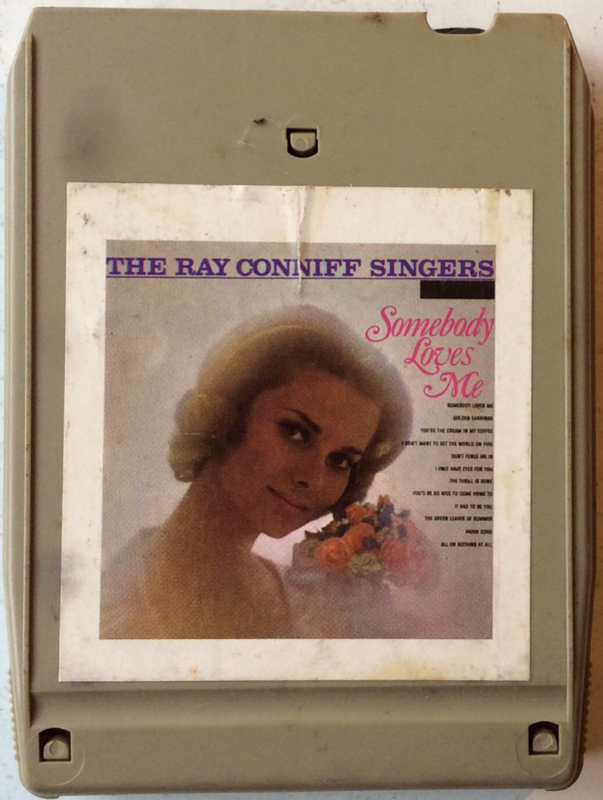 THE RAY CONNIFF SINGERS
Somebody
Loves
Me
SOMEBODY LOVES ME
GOLDEN EARRINGS
YOU'RE THE CREAM IN MY COFFEE
I DON'T WANT TO SET THE WORLD ON FIRE
DON'T FENCE ME IN
I ONLY HAVE EYES FOR YOU
THE THRILL IS GONE
YOU'D BE SO NICE TO COME HOME TO
IT HAD TO BE YOU
THE GREEN LEAVES OF SUMMER
MOON SONG
ALL OR NOTHING AT ALL